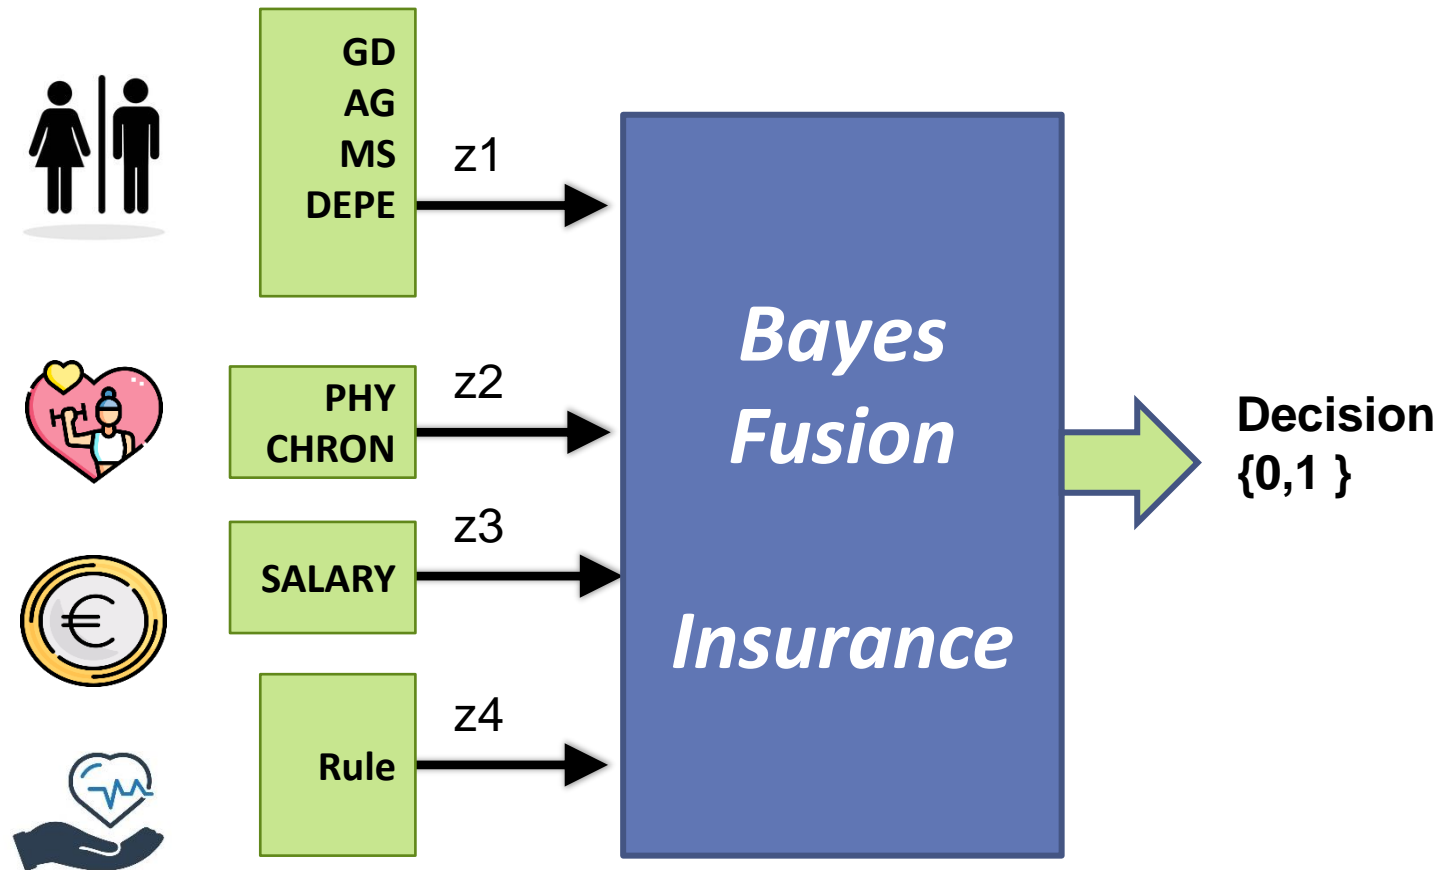 GD
AG
MS
DEPE
z1
PHY
CHRON
z2
SALARY
z3
Rule
z4
Bayes
Fusion
Insurance
Decision
{0,1 }
€